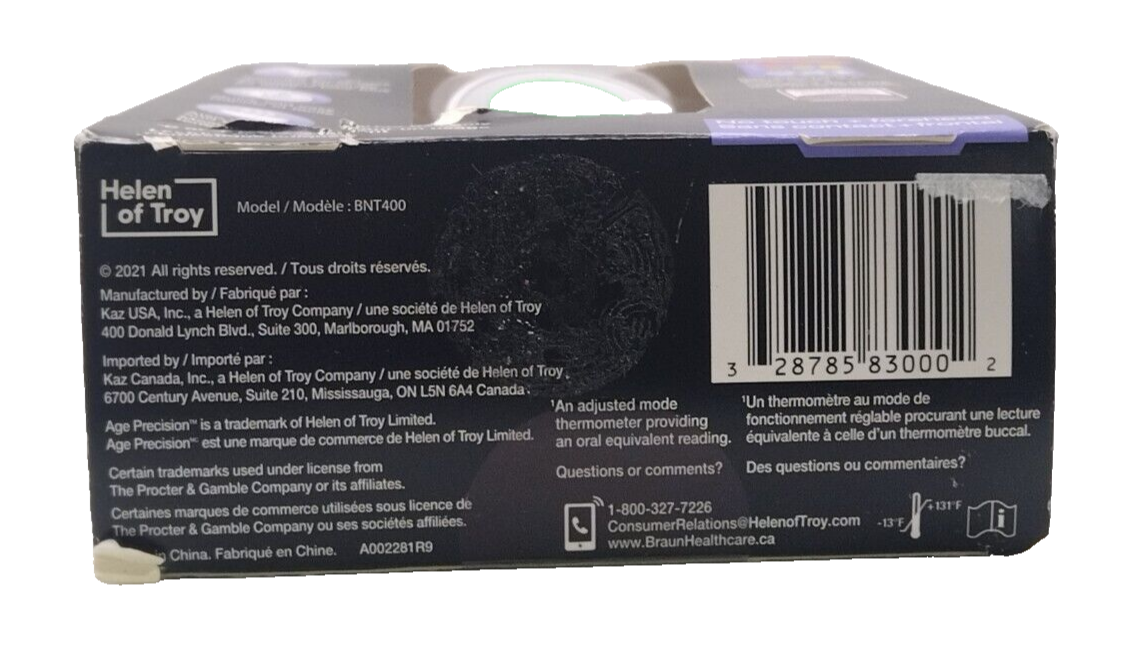 Sans contact + frontal
Helen
of Troy
Model / Modèle : BNT400
© 2021 All rights reserved. / Tous droits réservés.
Manufactured by / Fabriqué par :
Kaz USA, Inc., a Helen of Troy Company / une société de Helen of Troy
400 Donald Lynch Blvd., Suite 300, Marlborough, MA 01752
Imported by / Importé par :
Kaz Canada, Inc., a Helen of Troy Company / une société de Helen of Troy,
6700 Century Avenue, Suite 210, Mississauga, ON L5N 6A4 Canada.
Age Precision™ is a trademark of Helen of Troy Limited.
Age Precision est une marque de commerce de Helen of Troy Limited.
Certain trademarks used under license from
The Procter & Gamble Company or its affiliates.
Certaines marques de commerce utilisées sous licence de
The Procter & Gamble Company ou ses sociétés affiliées.
in China. Fabriqué en Chine. A002281R9
3 28785 83000 2
¹An adjusted mode
thermometer providing
an oral equivalent reading.
Questions or comments?
¹Un thermomètre au mode de
fonctionnement réglable procurant une lecture
équivalente à celle d'un thermomètre buccal.
Des questions ou commentaires?
1-800-327-7226
ConsumerRelations@HelenofTroy.com
www.BraunHealthcare.ca
-13°F
+131°F